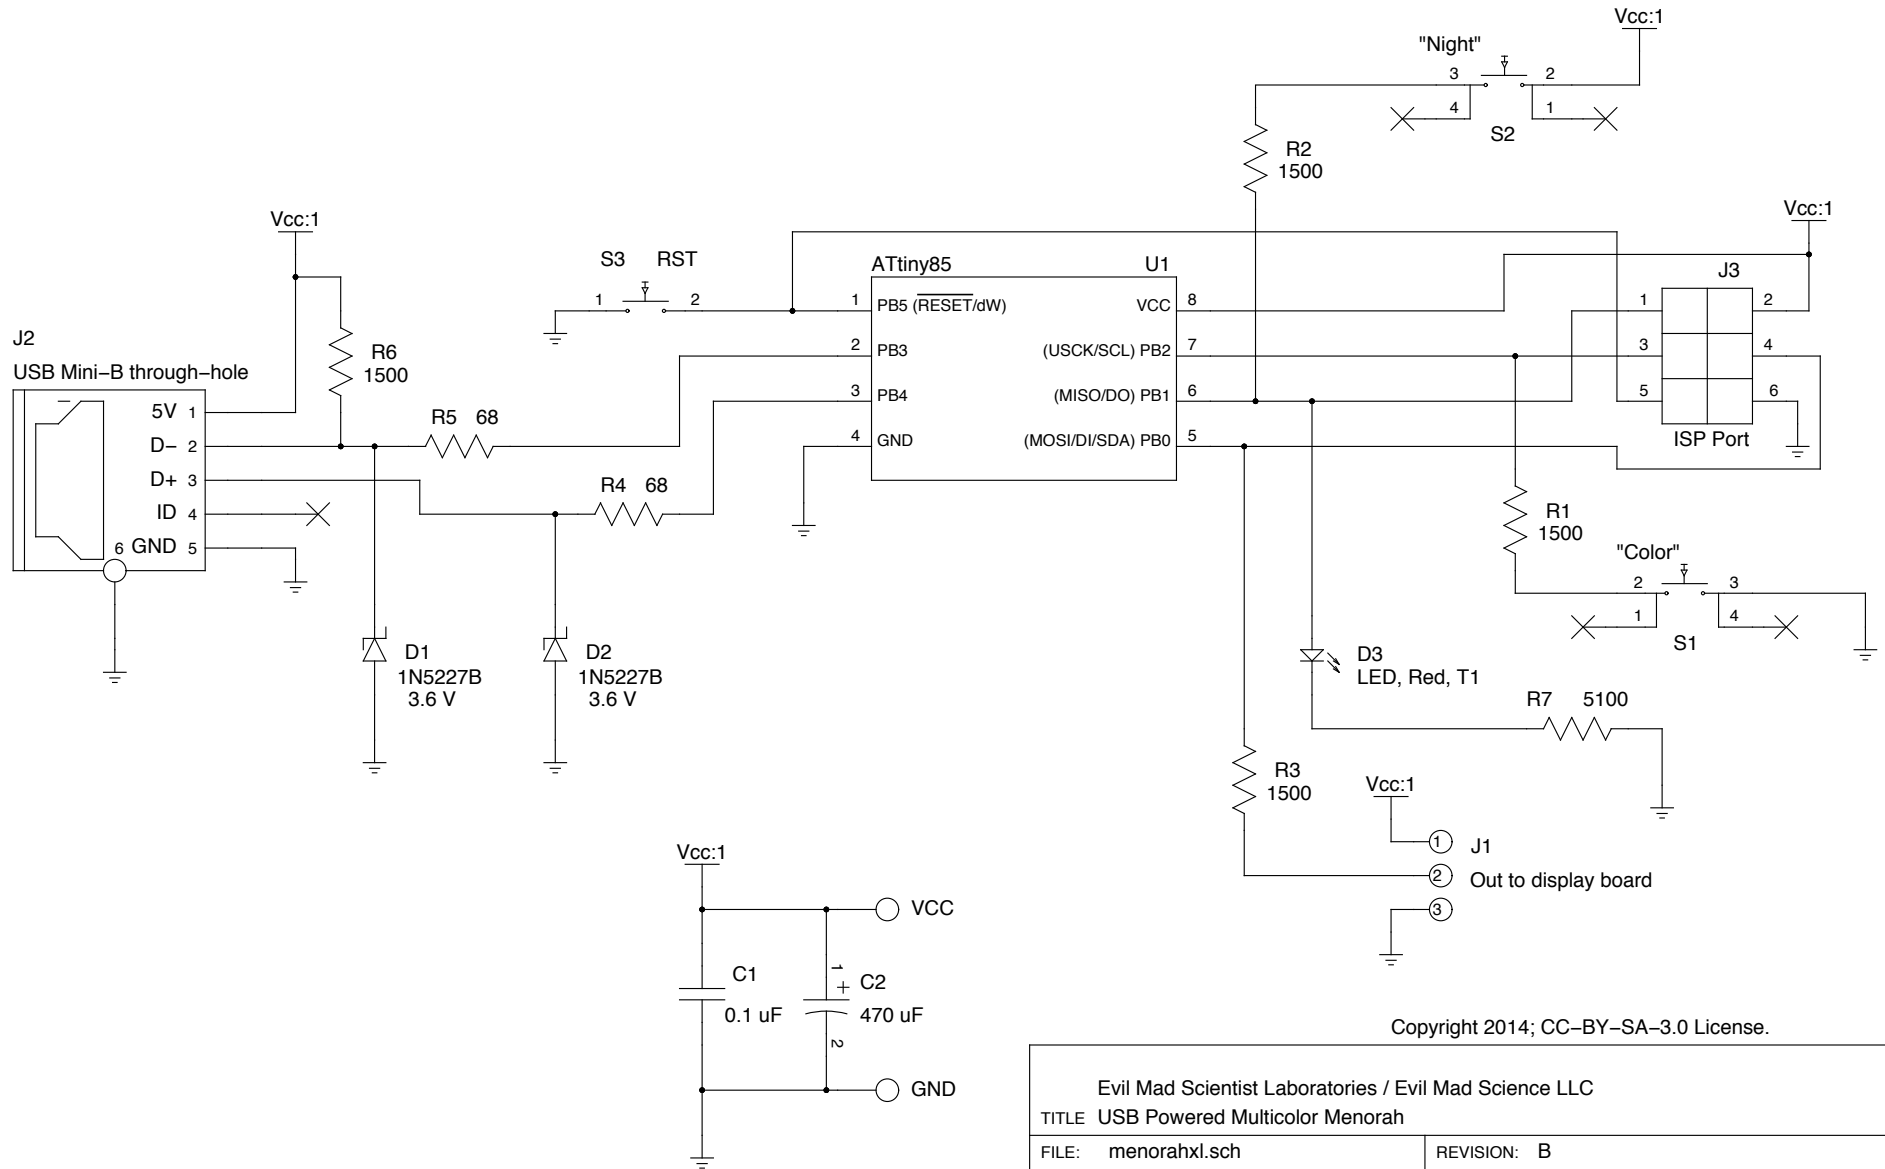 Vcc:1
"Night"
3
2
4
1
S2
R2
1500
Vcc:1
Vcc:1
S3 RST
1
2
ATtiny85 U1
1 PB5 (RESET/dW)
2 PB3
3 PB4
4 GND
VCC 8
(USCK/SCL) PB2 7
(MISO/DO) PB1 6
(MOSI/DI/SDA) PB0 5
J3
1
2
3
4
5
6
ISP Port
J2
USB Mini–B through–hole
5V 1
D– 2
D+ 3
ID 4
GND 5
6
R6
1500
R5 68
R4 68
R1
1500
"Color"
2
3
1
4
S1
D1
1N5227B
3.6 V
D2
1N5227B
3.6 V
D3
LED, Red, T1
R7 5100
R3
1500
Vcc:1
1
J1
2
Out to display board
3
Vcc:1
VCC
C1
0.1 uF
1
+
C2
470 uF
2
GND
Copyright 2014; CC–BY–SA–3.0 License.
Evil Mad Scientist Laboratories / Evil Mad Science LLC
TITLE USB Powered Multicolor Menorah
FILE: menorahxl.sch
REVISION: B